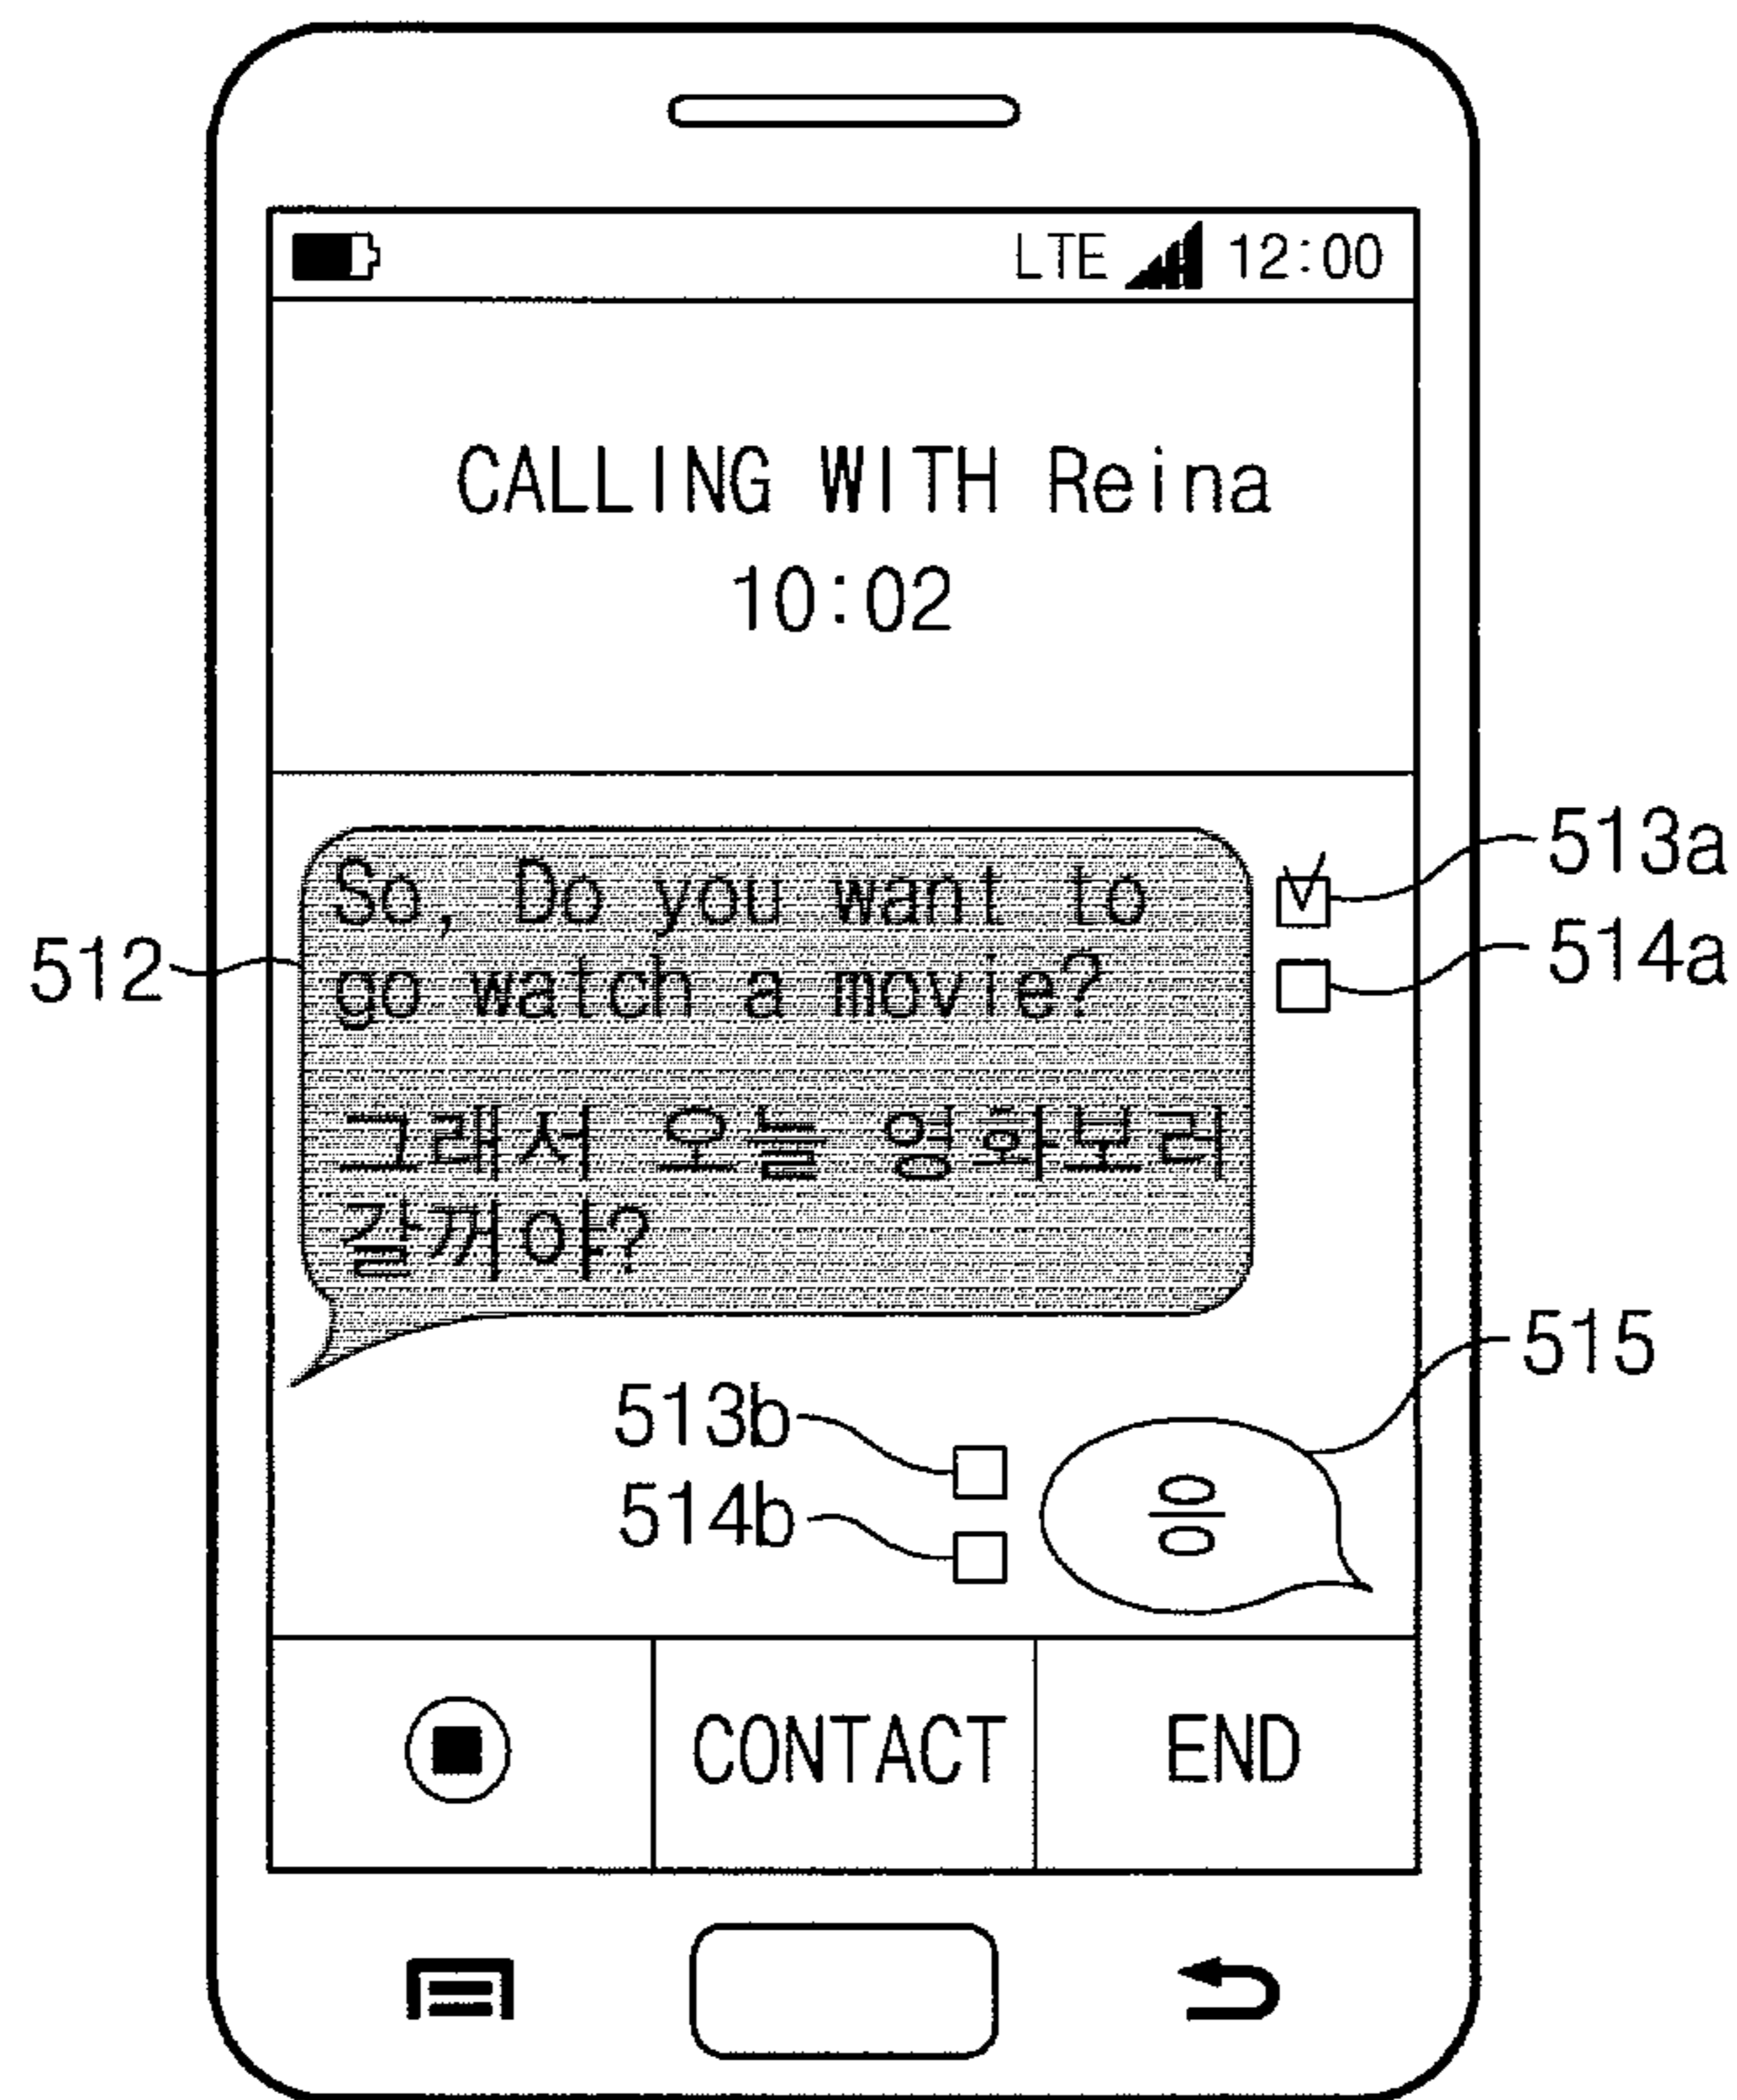 LTE 12:00
CALLING WITH Reina
10:02
513a
So, Do you want to
514a
512
go watch a movie?
그래서 오늘 영화보러
갈꺼야?
515
513b
응
514b
CONTACT END